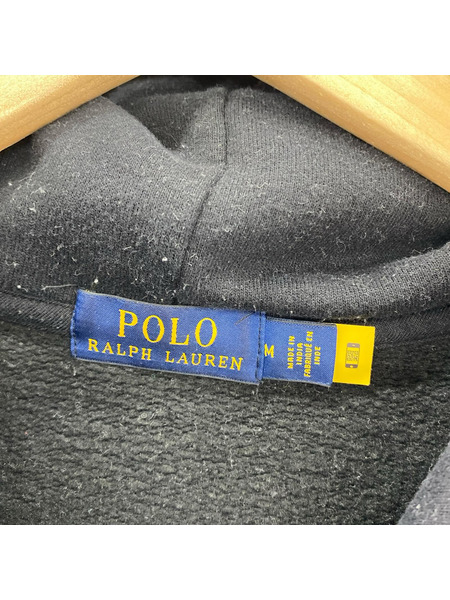 POLO
RALPH LAUREN
M
MADE IN
INDIA
FABRIQUÉ EN
INDE